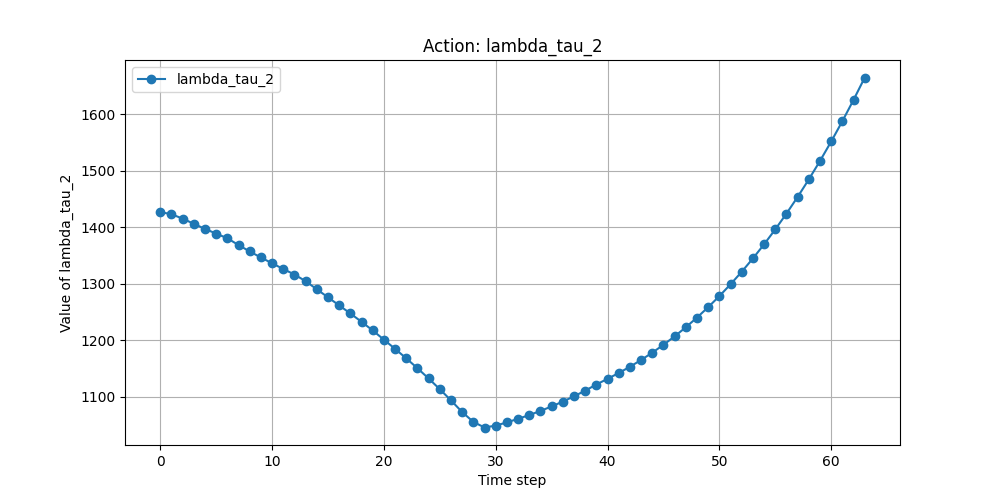 Action: lambda_tau_2
lambda_tau_2
Value of lambda_tau_2
1600
1500
1400
1300
1200
1100
0 10 20 30 40 50 60
Time step